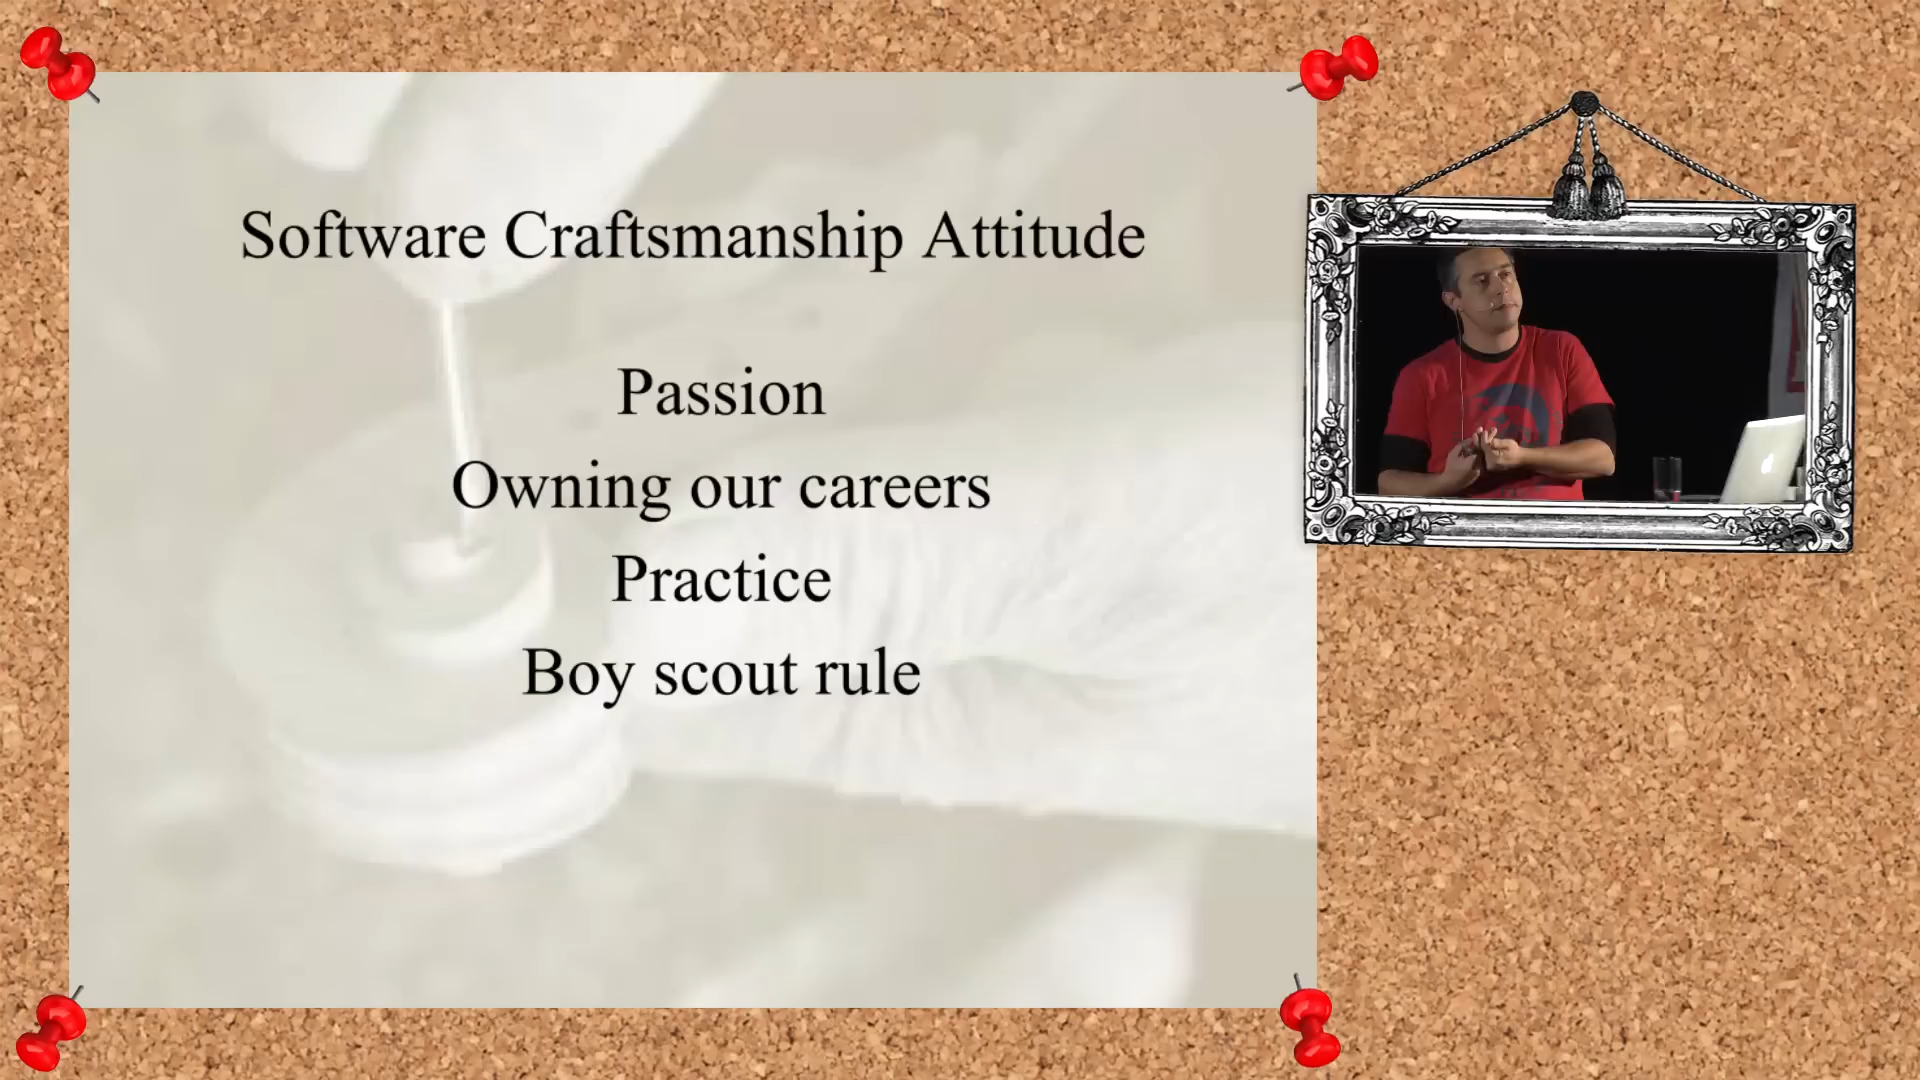 Software Craftsmanship Attitude
Passion
Owning our careers
Practice
Boy scout rule